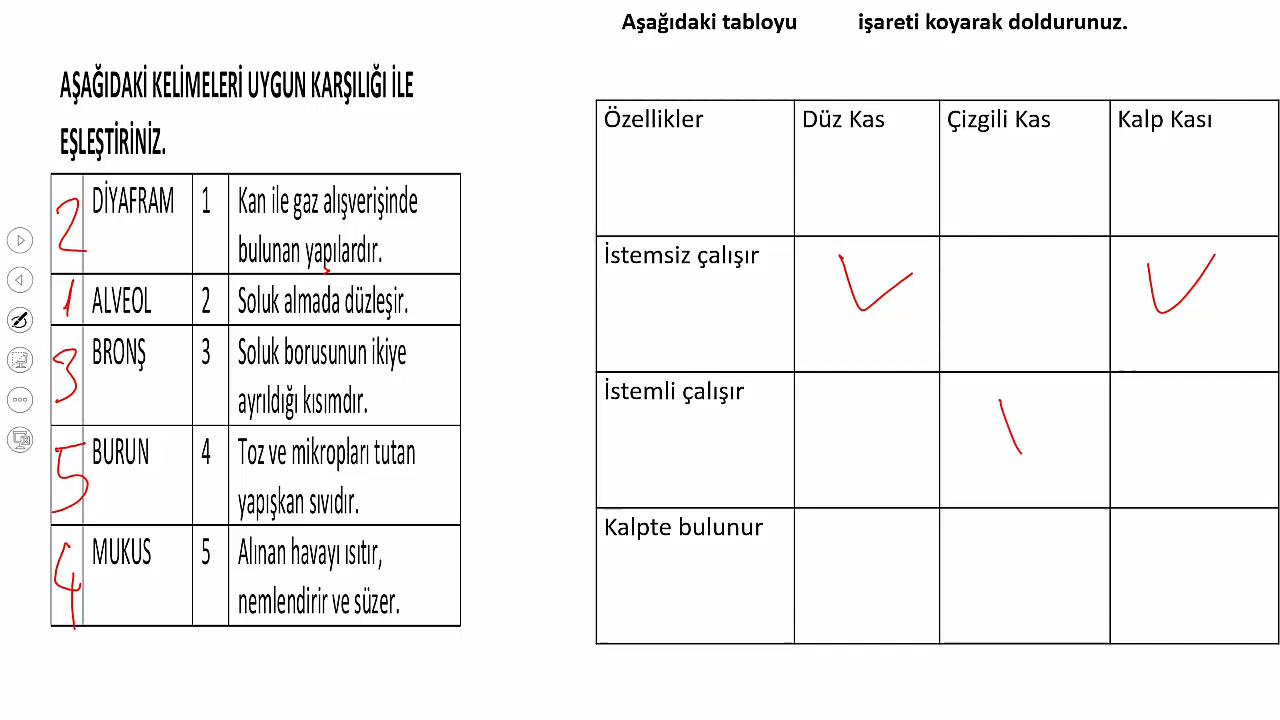 AŞAĞIDAKİ KELİMELERİ UYGUN KARŞILIĞI İLE
EŞLEŞTİRİNİZ.
2 DİYAFRAM 1 Kan ile gaz alışverişinde
bulunan yapılardır.
1 ALVEOL 2 Soluk almada düzleşir.
3 BRONŞ 3 Soluk borusunun ikiye
ayrıldığı kısımdır.
5 BURUN 4 Toz ve mikropları tutan
yapışkan sıvıdır.
4 MUKUS 5 Alınan havayı ısıtır,
nemlendirir ve süzer.
Aşağıdaki tabloyu işareti koyarak doldurunuz.
Özellikler Düz Kas Çizgili Kas Kalp Kası
İstemsiz çalışır
İstemli çalışır
Kalpte bulunur